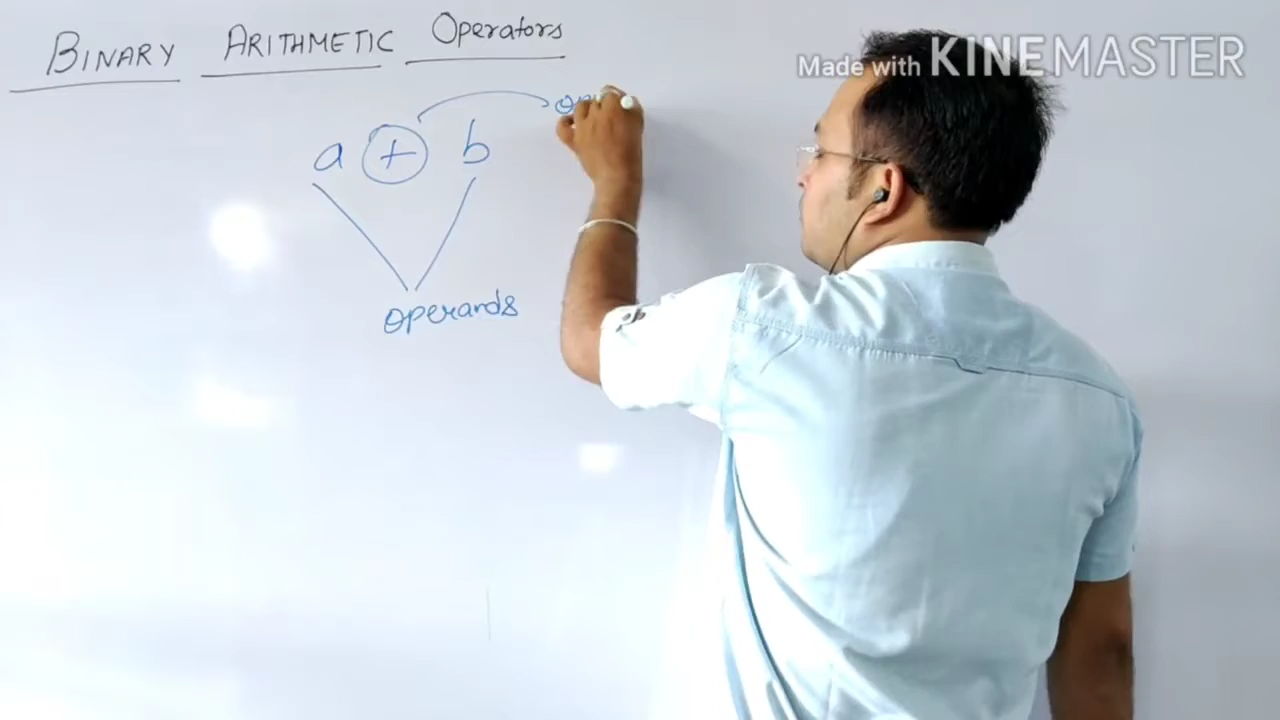 BINARY ARITHMETIC Operators
Made with KINEMASTER
a + b
operands